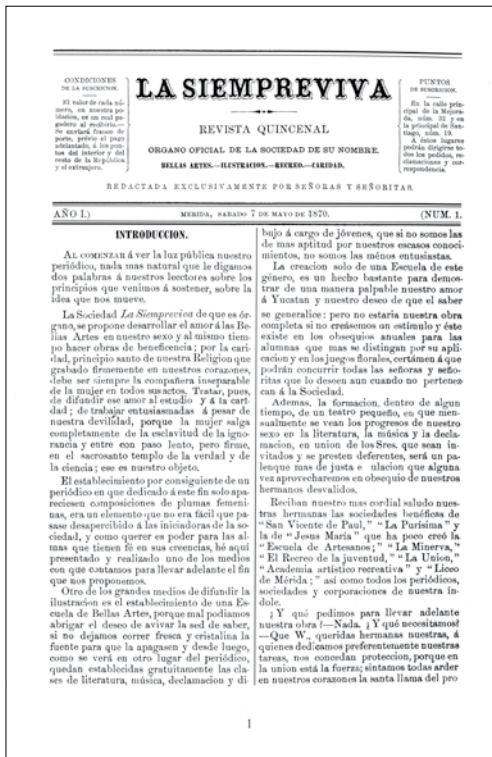 CONDICIONES
DE LA SUSCRICION.
El valor de cada nú-
mero, en nuestra po-
blacion, es un real pa-
gadero al recibirlo.—
Se enviará franco de
porte, prévio el pago
adelantado, á los pun-
tos del interior y del
resto de la República
y el extranjero.
LA SIEMPREVIVA
REVISTA QUINCENAL
ORGANO OFICIAL DE LA SOCIEDAD DE SU NOMBRE.
BELLAS ARTES.—ILUSTRACION.—RECREO.—CARIDAD.
PUNTOS
DE SUSCRICION.
En la calle prin-
cipal de la Mejora-
da, núm. 32 y en
la principal de San-
tiago, núm. 19.
A éstos lugares
podrán dirigirse to-
dos los pedidos, re-
clamaciones y cor-
respondencia.
REDACTADA EXCLUSIVAMENTE POR SEÑORAS Y SEÑORITAS.
AÑO I.) MERIDA, SABADO 7 DE MAYO DE 1870. (NUM. 1.
INTRODUCCION.
AL COMENZAR á ver la luz pública nuestro
periódico, nada mas natural que le digamos
dos palabras á nuestros lecctores sobre los
principios que venimos á sostener, sobre la
idea que nos mueve.
La Sociedad La Siempreviva de que es ór-
gano, se propone desarrollar el amor á las Be-
llas Artes en nuestro sexo y al mismo tiem-
po hacer obras de beneficencia; por la cari-
dad, principio santo de nuestra Religion que
grabado firmemente en nuestros corazones,
debe ser siempre la compañera inseparable
de la mujer en todos sus actos. Tratar, pues,
de difundir ese amor al estudio y á la cari-
dad; de trabajar entusiasmadas á pesar de
nuestra devilidad, porque la mujer salga
completamente de la esclavitud de la igno-
rancia y entre con paso lento, pero firme,
en el sacrosanto templo de la verdad y de
la ciencia; ese es nuestro objeto.
El establecimiento por consiguiente de un
periódico en que dedicado á este fin solo apa-
reciesen composiciones de plumas femeni-
nas, era un elemento que no era fácil que pa-
sase desapercibido á las iniciadoras de la so-
ciedad, y como querer es poder para las al-
mas que tienen fé en sus creencias, hé aquí
presentado y realizado uno de los medios
con que contamos para llevar adelante el fin
que nos proponemos.
Otro de los grandes medios de difundir la
ilustracion es el establecimiento de una Es-
cuela de Bellas Artes, porque mal podiamos
abrigar el deseo de avivar la sed de saber,
si no dejamos correr fresca y cristalina la
fuente para que la apagasen y desde luego,
como se verá en otro lugar del periódico,
quedan establecidas gratuitamente las cla-
ses de literatura, música, declamacion y di-
bujo á cargo de jóvenes, que si no somos las
de mas aptitud por nuestros escasos conoci-
mientos, no somos las ménos entusiastas.
La creacion solo de una Escuela de este
género, es un hecho bastante para demos-
trar de una manera palpable nuestro amor
á Yucatan y nuestro deseo de que el saber
se generalice: pero no estaria nuestra obra
completa si no creásemos un estímulo y éste
existe en los obsequios anuales para las
alumnas que mas se distingan por su apli-
cacion y en los juegos florales, certámen á que
podrán concurrir todas las señoras y seño-
ritas que lo deseen aun cuando no pertenez
can á la Sociedad.
Ademas, la formacion, dentro de algun
tiempo, de un teatro pequeño, en que men-
sualmente se vean los progresos de nuestro
sexo en la literatura, la música y la decla-
macion, en union de los Sres. que sean in-
vitados y se presten deferentes, será un pa-
lenque mas de justa e ulacion que alguna
vez aprovecharemos en obsequio de nuestros
hermanos desvalidos.
Reciban nuestro mas cordial saludo nues-
tras hermanas las sociedades benéficas de
"San Vicente de Paul," "La Purísima" y
la de "Jesus María" que ha poco creó la
"Escuela de Artesanos;" "La Minerva,"
"El Recreo de la juventud," "La Union,"
"Academia artístico recreativa" y "Liceo
de Mérida;" así como todos los periódicos,
sociedades y corporaciones de nuestra ín-
dole.
¿Y qué pedimos para llevar adelante
nuestra obra?—Nada. ¿Y qué necesitamos?
—Que W., queridas hermanas nuestras, á
quienes dedicamos preferentemente nuestras
tareas, nos concedan proteccion, porque en
la union está la fuerza; sintamos todas arder
en nuestros corazones la santa llama del pro
1